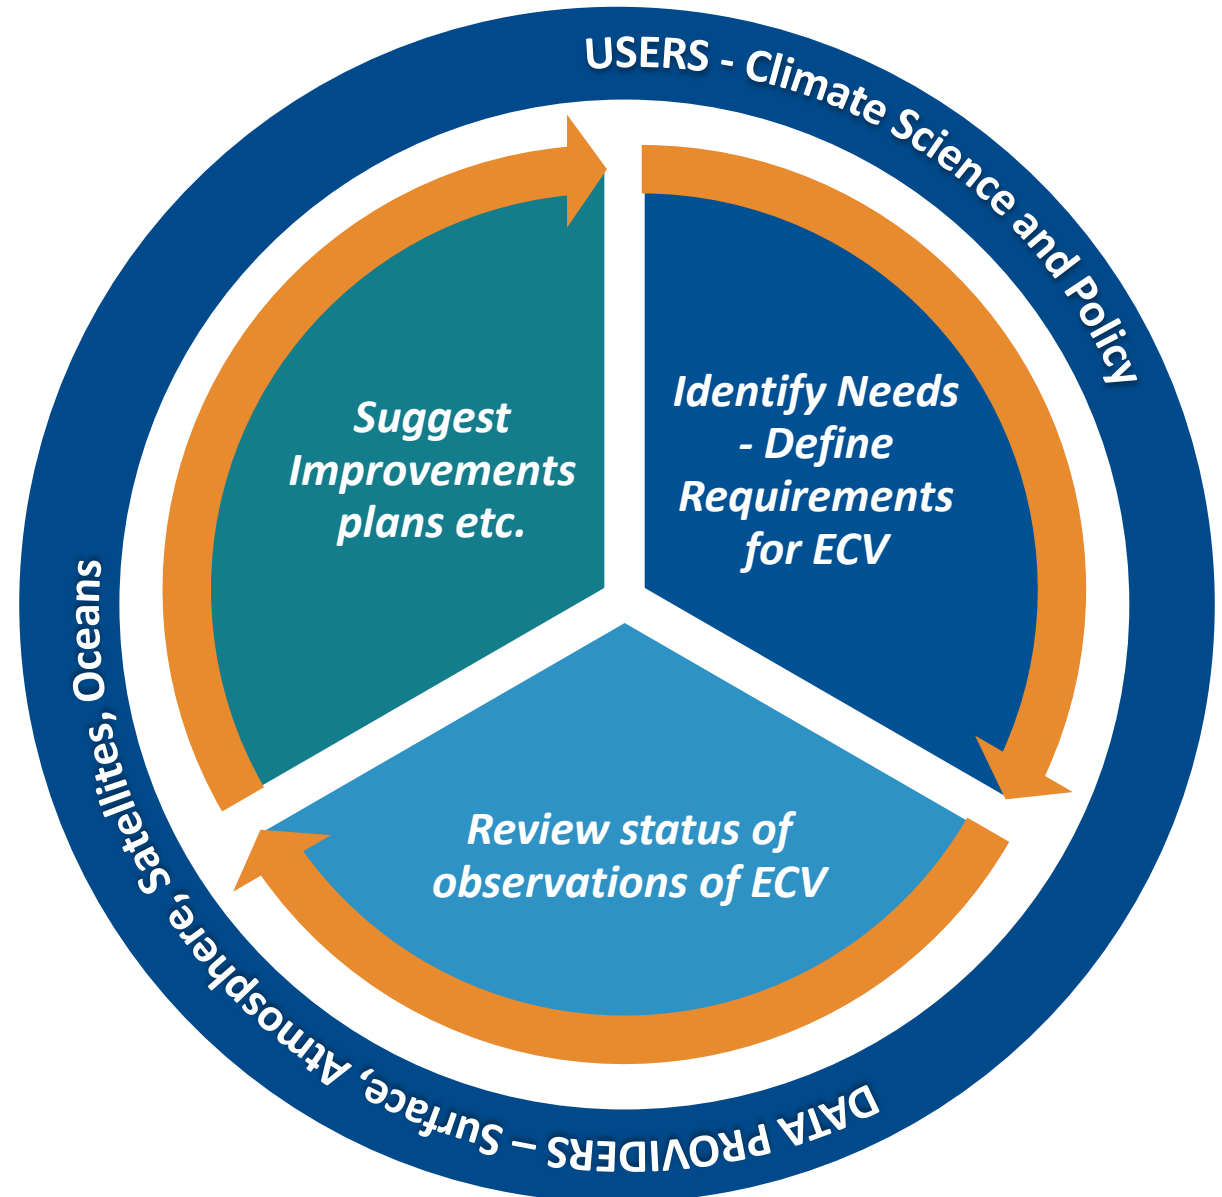 USERS - Climate Science and Policy
Identify Needs
- Define
Requirements
for ECV
Review status of
observations of ECV
Suggest
Improvements
plans etc.
DATA PROVIDERS – Surface, Atmosphere, Satellites, Oceans